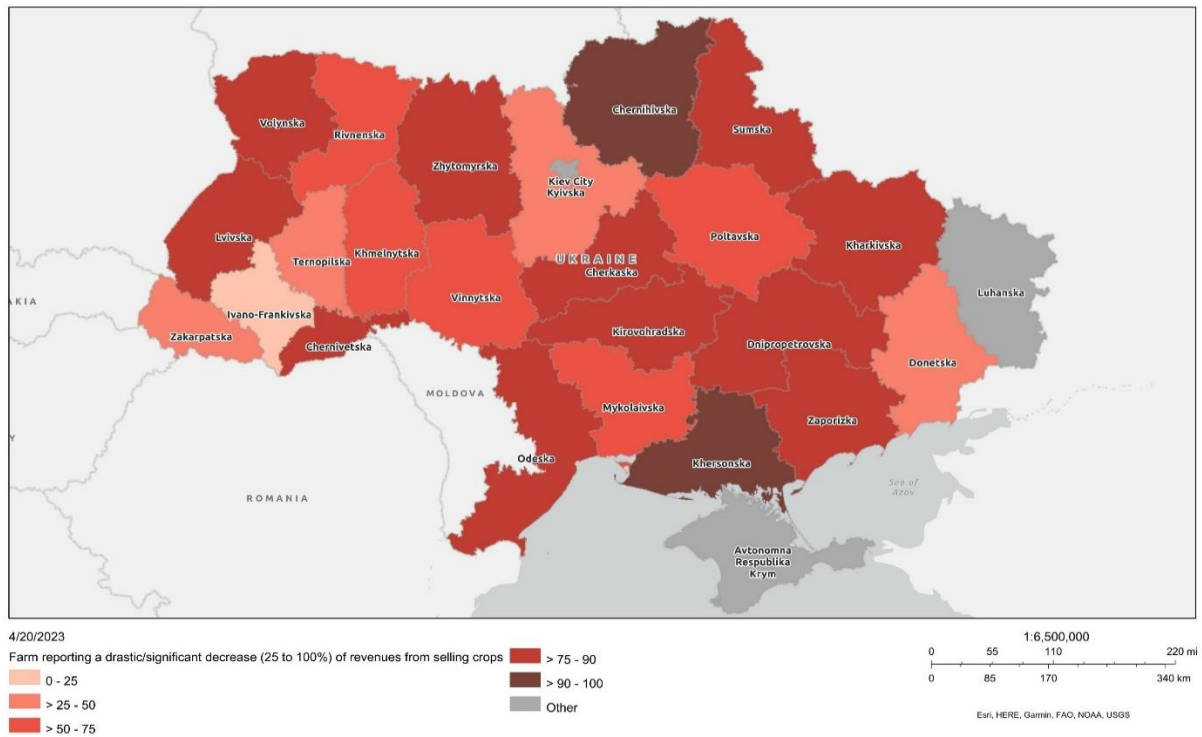 Chernihivska
Volynska
Sumska
Rivnenska
Zhytomyrska
Kiev City
Kyivska
Lvivska
Poltavska
Kharkivska
Khmelnytska
Ternopilska
UKRAINE
Cherkaska
Luhanska
AKIA
Vinnytska
Ivano-Frankivska
Kirovohradska
Zakarpatska
Chernivetska
Dnipropetrovska
Donetska
MOLDOVA
Mykolaivska
Zaporizka
Y
Odeska
Khersonska
Sea of
Azov
ROMANIA
Avtonomna
Respublika
Krym
4/20/2023
Farm reporting a drastic/significant decrease (25 to 100%) of revenues from selling crops
0 - 25
> 25 - 50
> 50 - 75
> 75 - 90
> 90 - 100
Other
1:6,500,000
0 55 110 220 mi
0 85 170 340 km
Esri, HERE, Garmin, FAO, NOAA, USGS